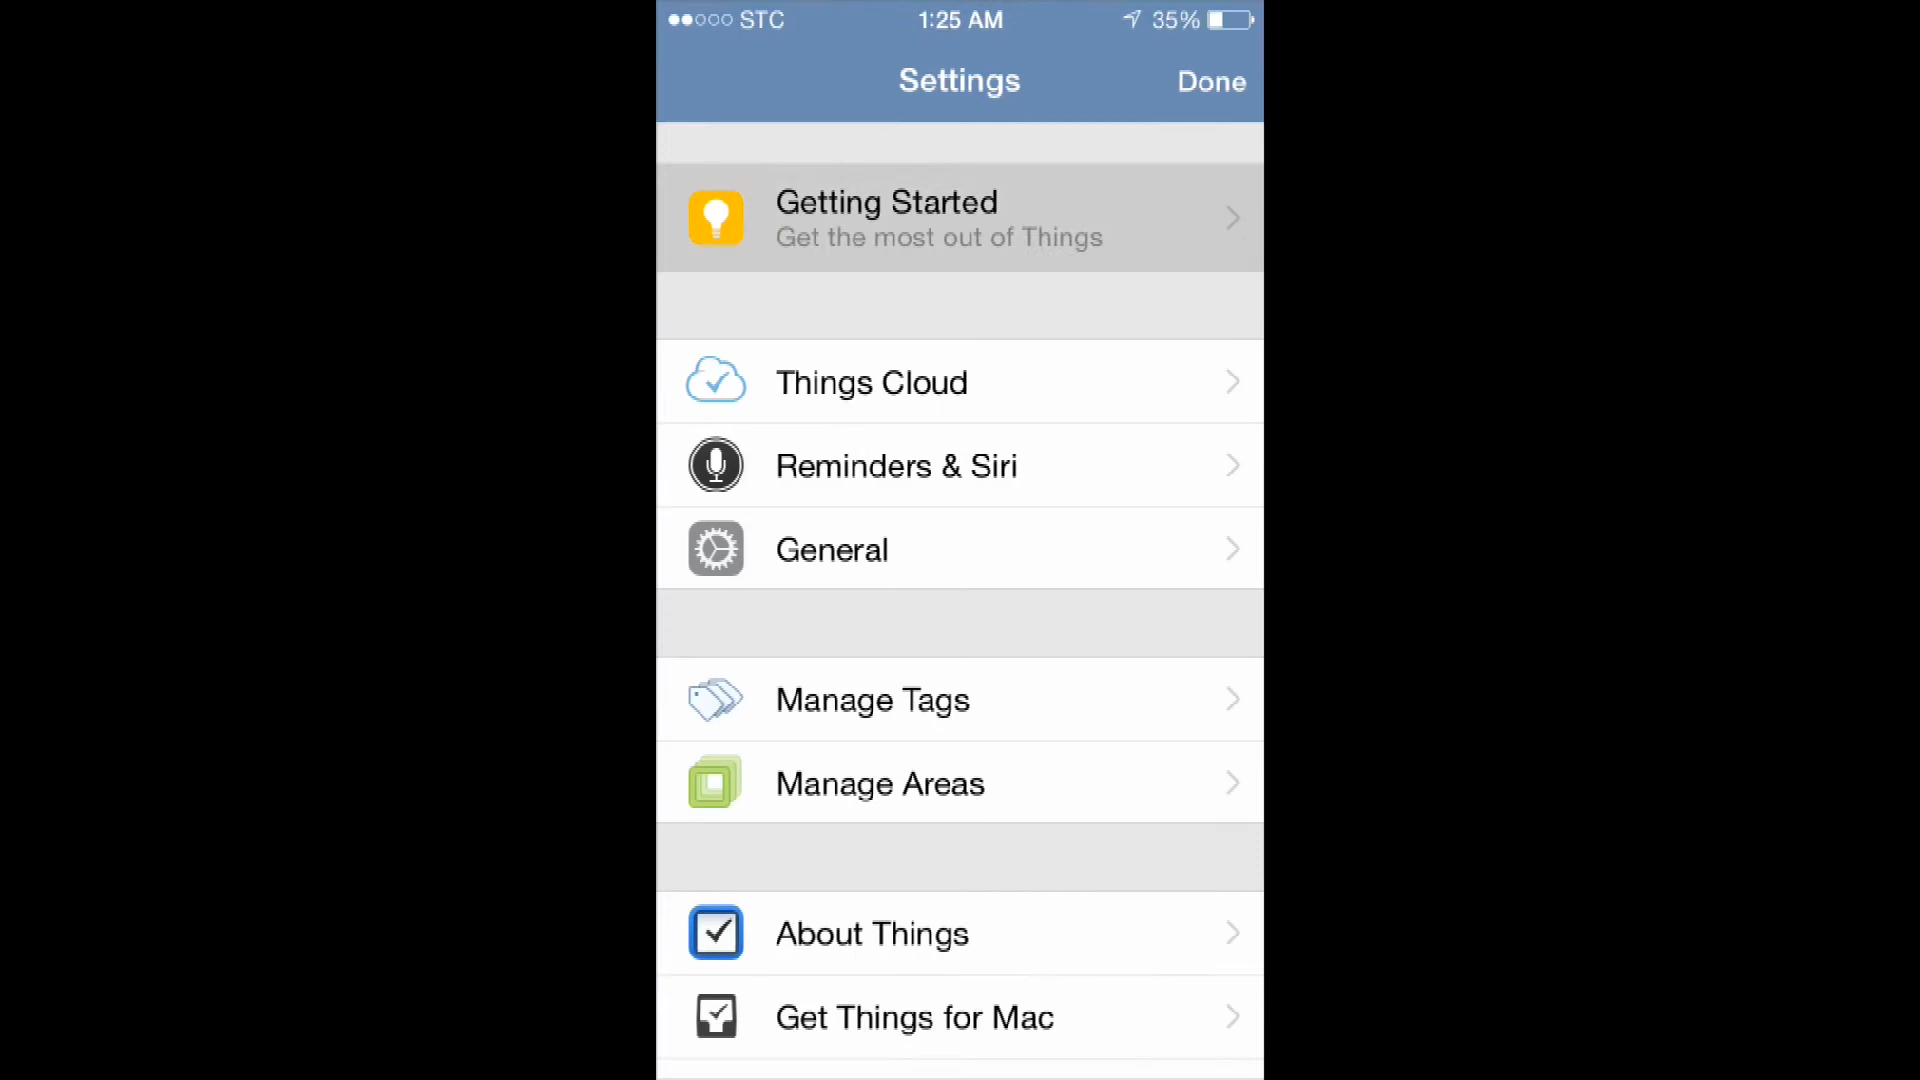 STC 1:25 AM 35%
Settings Done
Getting Started
Get the most out of Things
Things Cloud
Reminders & Siri
General
Manage Tags
Manage Areas
About Things
Get Things for Mac